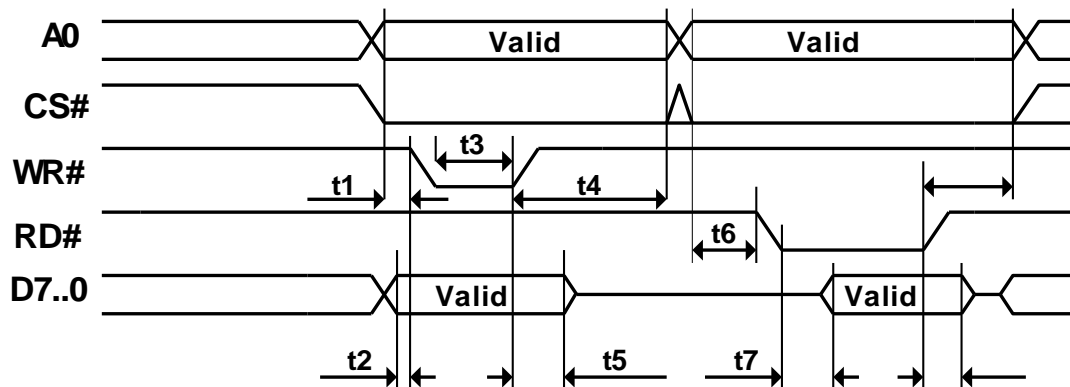 A0 Valid Valid
CS#
t3
WR#
t1 t4
RD# t6
D7..0 Valid Valid
t2 t5 t7